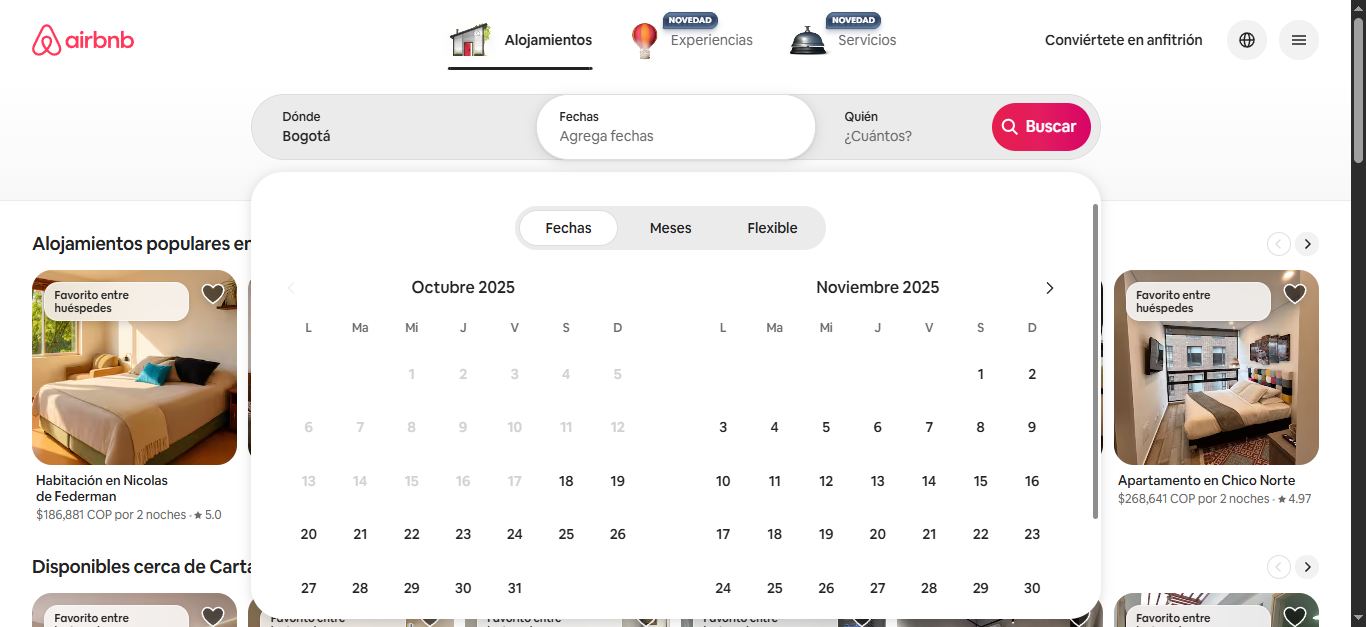 airbnb
Alojamientos
NOVEDAD
Experiencias
NOVEDAD
Servicios
Conviértete en anfitrión
Dónde
Bogotá
Fechas
Agrega fechas
Quién
¿Cuántos?
Buscar
Fechas
Meses
Flexible
Octubre 2025
L Ma Mi J V S D
1 2 3 4 5
6 7 8 9 10 11 12
13 14 15 16 17 18 19
20 21 22 23 24 25 26
27 28 29 30 31
Noviembre 2025
L Ma Mi J V S D
1 2
3 4 5 6 7 8 9
10 11 12 13 14 15 16
17 18 19 20 21 22 23
24 25 26 27 28 29 30
Alojamientos populares en
Favorito entre
huéspedes
Habitación en Nicolas
de Federman
$186,881 COP por 2 noches · ★ 5.0
Favorito entre
huéspedes
Apartamento en Chico Norte
$268,641 COP por 2 noches · ★ 4.97
Disponibles cerca de Carta
Favorito entre
Favorito entre
Favorito entre
Favorito entre
Favorito entre